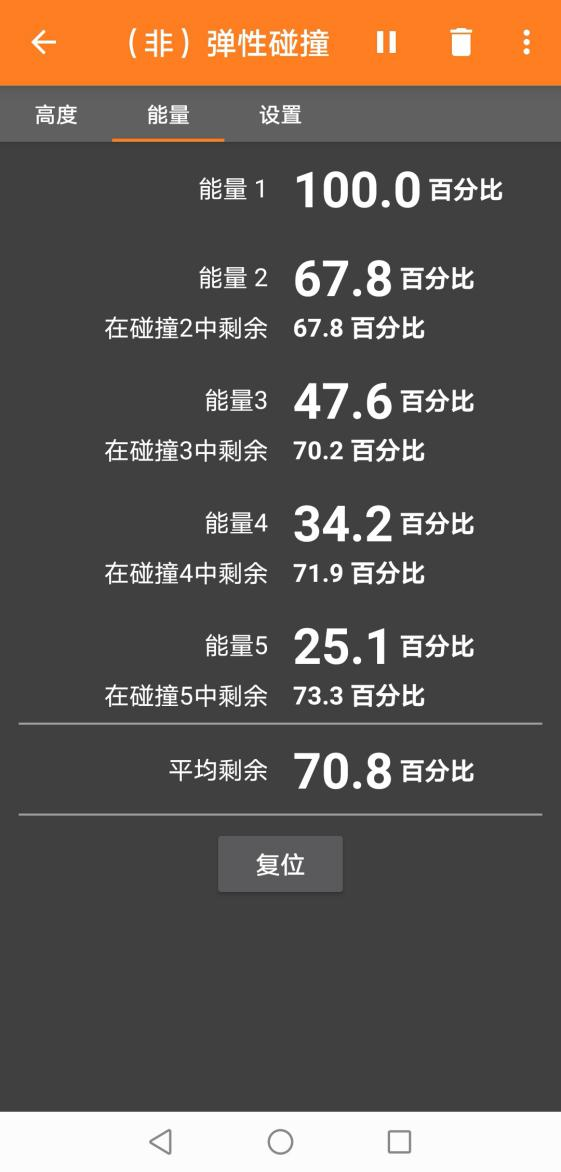 （非）弹性碰撞
高度 能量 设置
能量 1 100.0 百分比
能量 2 67.8 百分比
在碰撞2中剩余 67.8 百分比
能量3 47.6 百分比
在碰撞3中剩余 70.2 百分比
能量4 34.2 百分比
在碰撞4中剩余 71.9 百分比
能量5 25.1 百分比
在碰撞5中剩余 73.3 百分比
平均剩余 70.8 百分比
复位